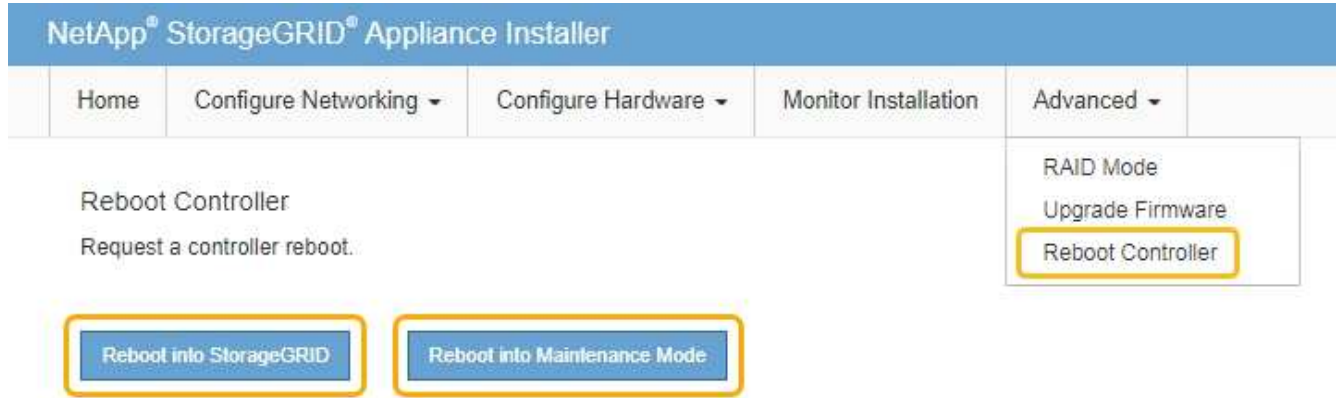 NetApp® StorageGRID® Appliance Installer
Home Configure Networking Configure Hardware Monitor Installation Advanced
RAID Mode
Upgrade Firmware
Reboot Controller
Reboot Controller
Request a controller reboot.
Reboot into StorageGRID Reboot into Maintenance Mode